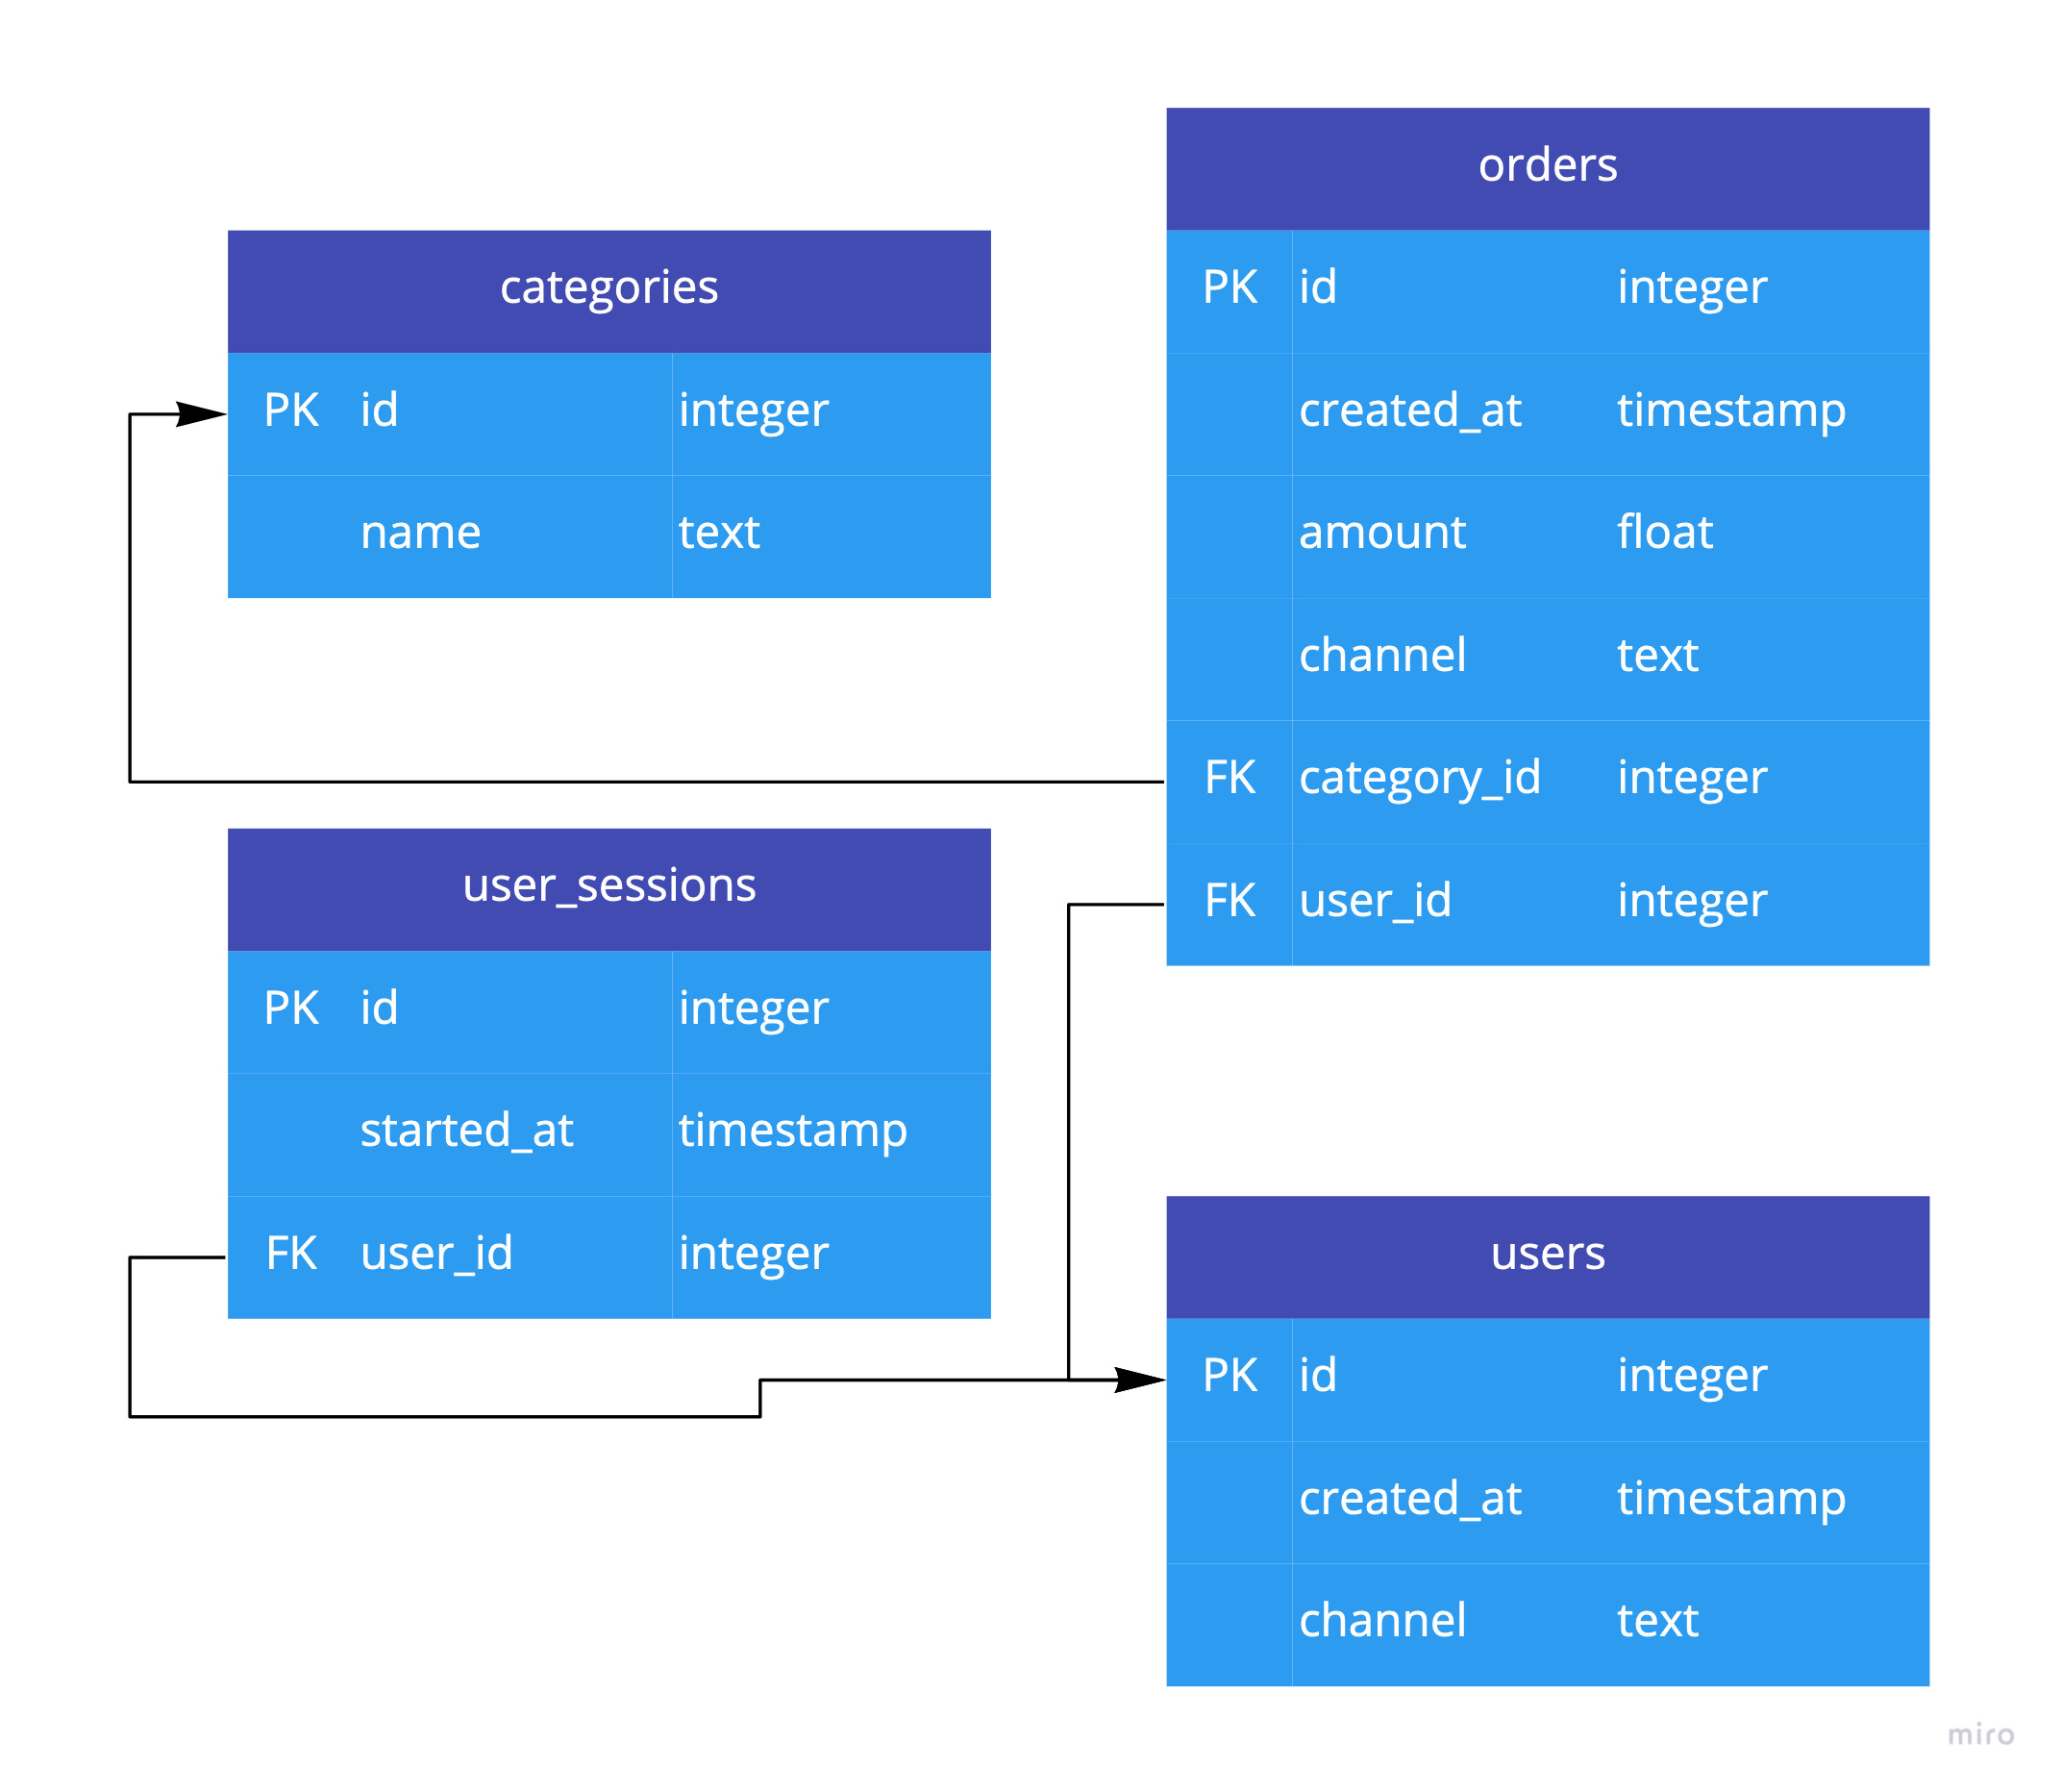 categories
PK id integer
name text
orders
PK id integer
created_at timestamp
amount float
channel text
FK category_id integer
FK user_id integer
user_sessions
PK id integer
started_at timestamp
FK user_id integer
users
PK id integer
created_at timestamp
channel text
miro